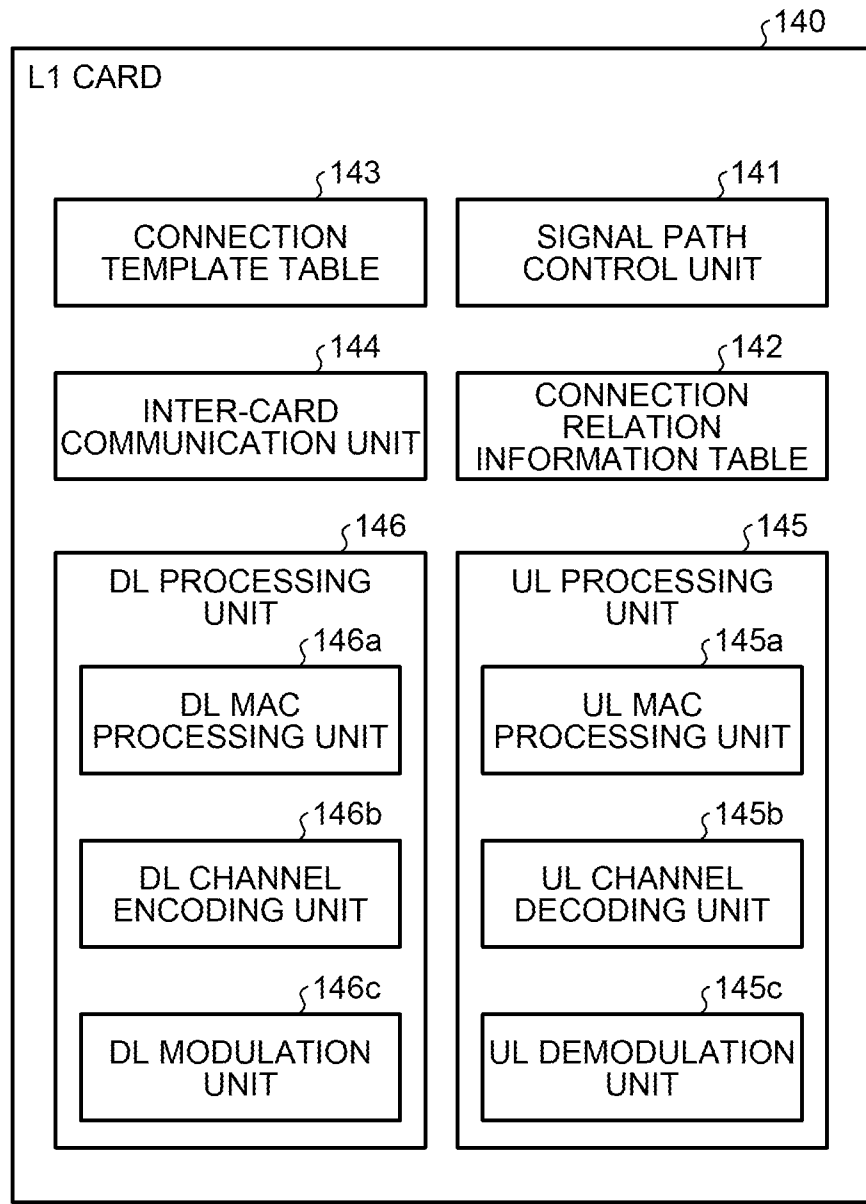 140
L1 CARD
143
CONNECTION
TEMPLATE TABLE
141
SIGNAL PATH
CONTROL UNIT
144
INTER-CARD
COMMUNICATION UNIT
142
CONNECTION
RELATION
INFORMATION TABLE
146
DL PROCESSING
UNIT
146a
DL MAC
PROCESSING UNIT
146b
DL CHANNEL
ENCODING UNIT
146c
DL MODULATION
UNIT
145
UL PROCESSING
UNIT
145a
UL MAC
PROCESSING UNIT
145b
UL CHANNEL
DECODING UNIT
145c
UL DEMODULATION
UNIT